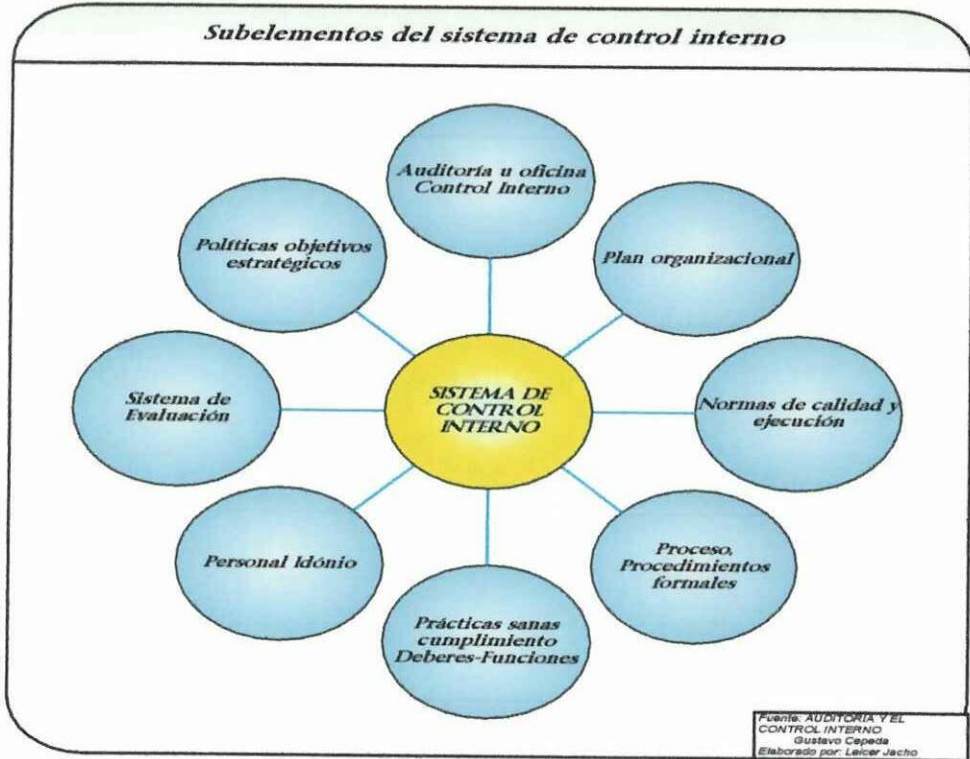 Subelementos del sistema de control interno
Auditoría u oficina
Control Interno
Políticas objetivos
estratégicos
Plan organizacional
Sistema de
Evaluación
SISTEMA DE
CONTROL
INTERNO
Normas de calidad y
ejecución
Personal Idónio
Proceso,
Procedimientos
formales
Prácticas sanas
cumplimiento
Deberes-Funciones
Fuente: AUDITORIA Y EL
CONTROL INTERNO
Gustavo Cepeda
Elaborado por: Leicer Jacho